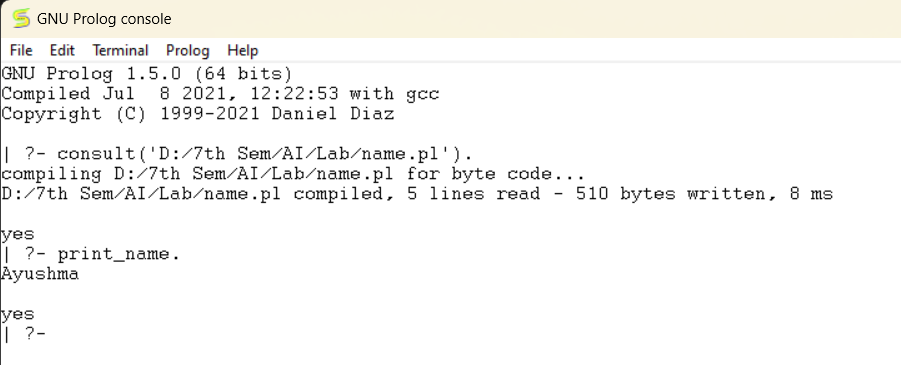 GNU Prolog console
File Edit Terminal Prolog Help
GNU Prolog 1.5.0 (64 bits)
Compiled Jul  8 2021, 12:22:53 with gcc
Copyright (C) 1999-2021 Daniel Diaz
| ?- consult('D:/7th Sem/AI/Lab/name.pl').
compiling D:/7th Sem/AI/Lab/name.pl for byte code...
D:/7th Sem/AI/Lab/name.pl compiled, 5 lines read - 510 bytes written, 8 ms
yes
| ?- print_name.
Ayushma
yes
| ?-